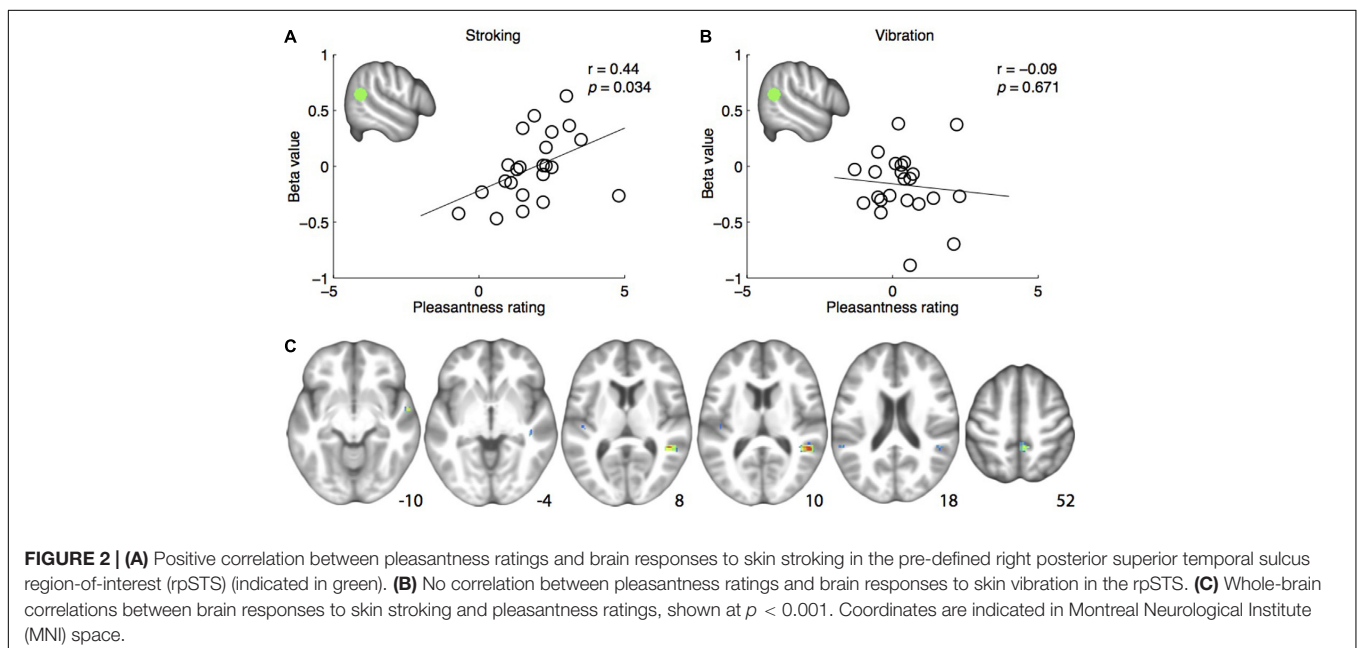 A
Stroking
r = 0.44
p = 0.034
1
0.5
0
−0.5
−1
Beta value
−5
0
5
Pleasantness rating
B
Vibration
r = −0.09
p = 0.671
1
0.5
0
−0.5
−1
Beta value
−5
0
5
Pleasantness rating
C
-10
-4
8
10
18
52
FIGURE 2 | (A) Positive correlation between pleasantness ratings and brain responses to skin stroking in the pre-defined right posterior superior temporal sulcus
region-of-interest (rpSTS) (indicated in green). (B) No correlation between pleasantness ratings and brain responses to skin vibration in the rpSTS. (C) Whole-brain
correlations between brain responses to skin stroking and pleasantness ratings, shown at p < 0.001. Coordinates are indicated in Montreal Neurological Institute
(MNI) space.